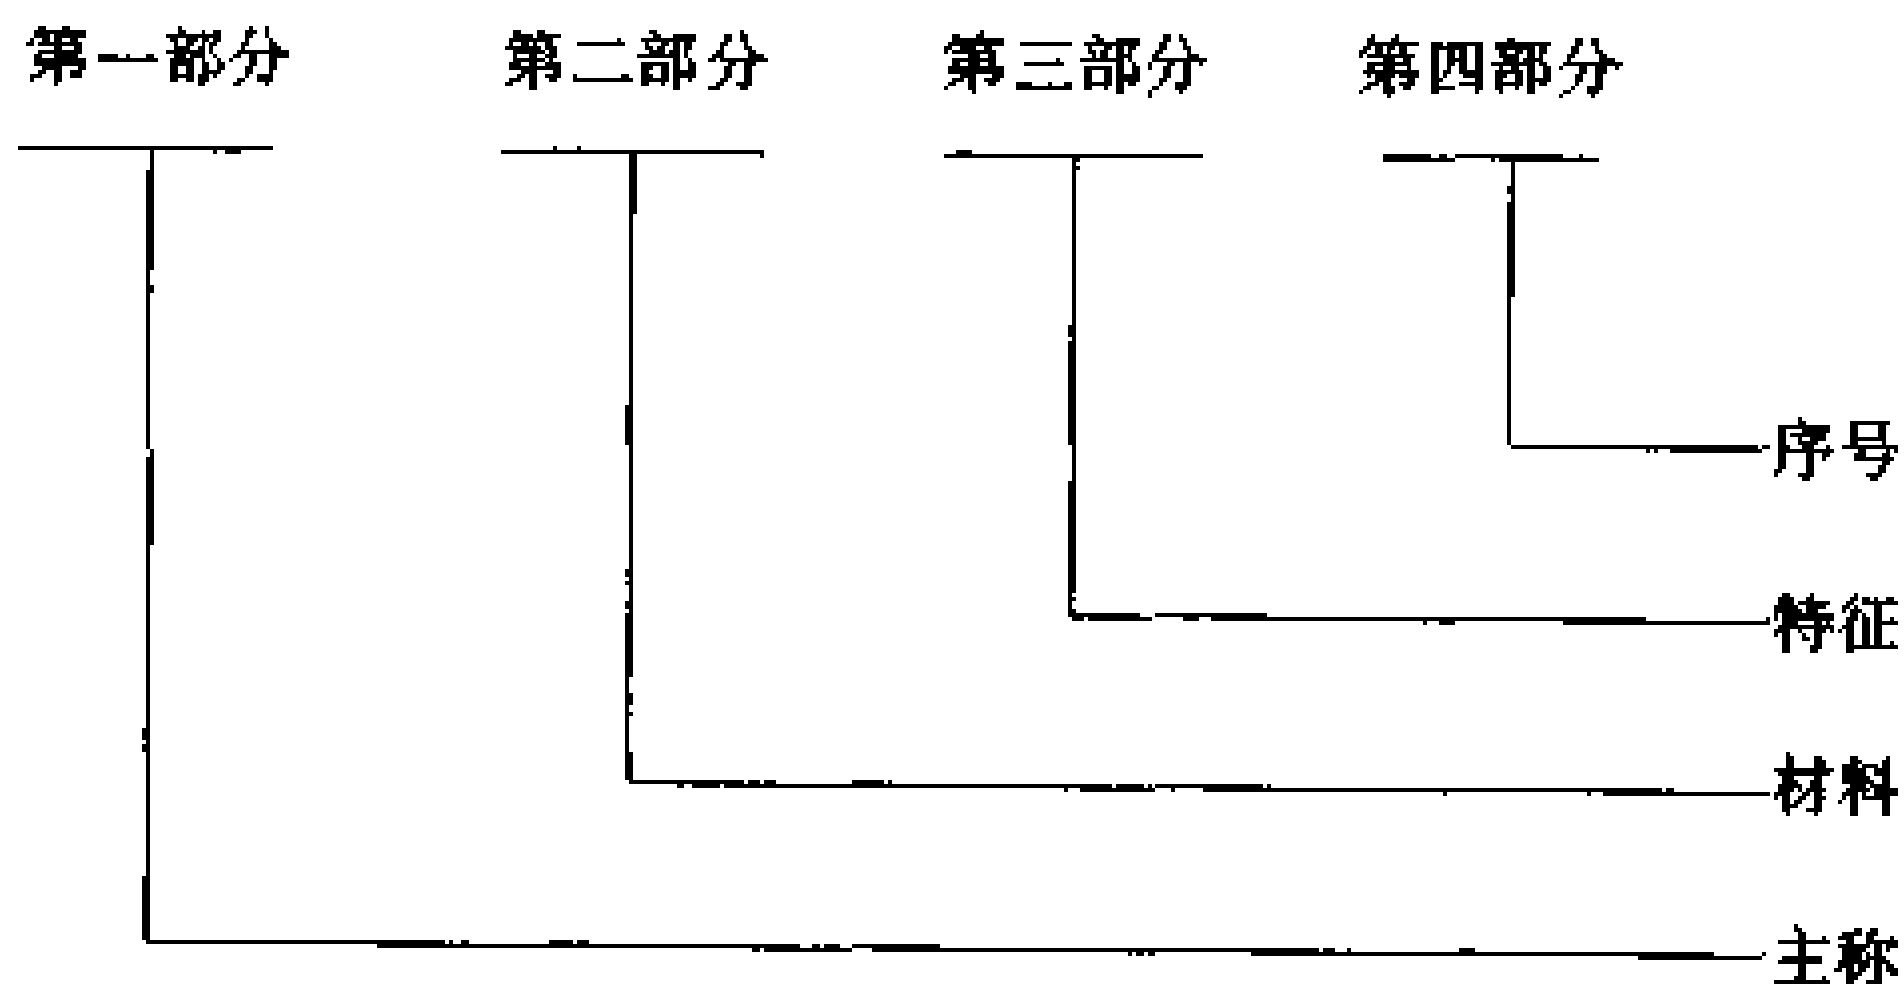 第一部分 第二部分 第三部分 第四部分
序号
特征
材料
主称